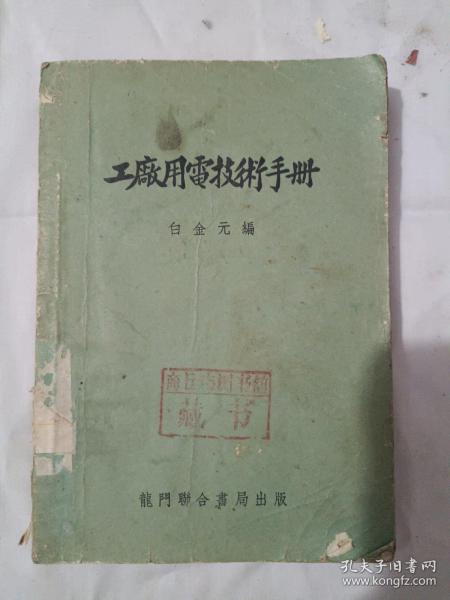 工廠用電技術手册
白金元編
藏书
龍門聯合書局出版
孔夫子旧书网
www.kongfz.com